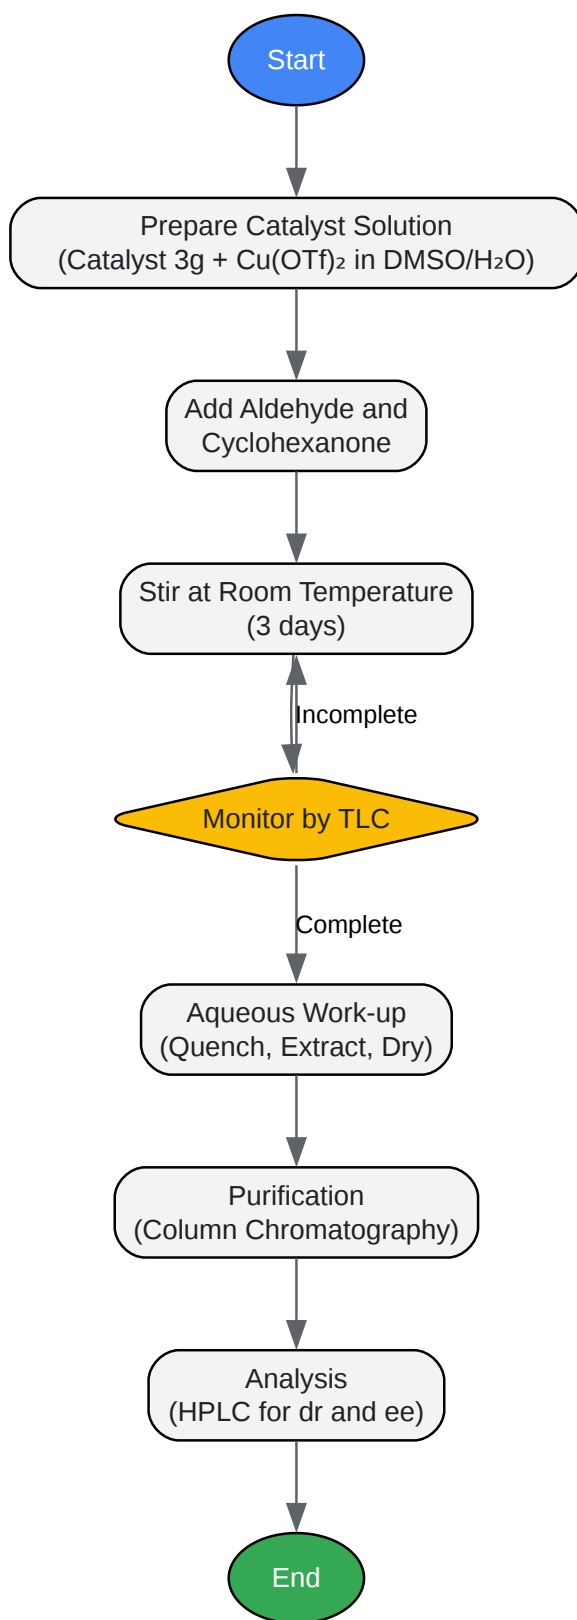 Start
Prepare Catalyst Solution
(Catalyst 3g + Cu(OTf)₂ in DMSO/H₂O)
Add Aldehyde and
Cyclohexanone
Stir at Room Temperature
(3 days)
Incomplete
Monitor by TLC
Complete
Aqueous Work-up
(Quench, Extract, Dry)
Purification
(Column Chromatography)
Analysis
(HPLC for dr and ee)
End